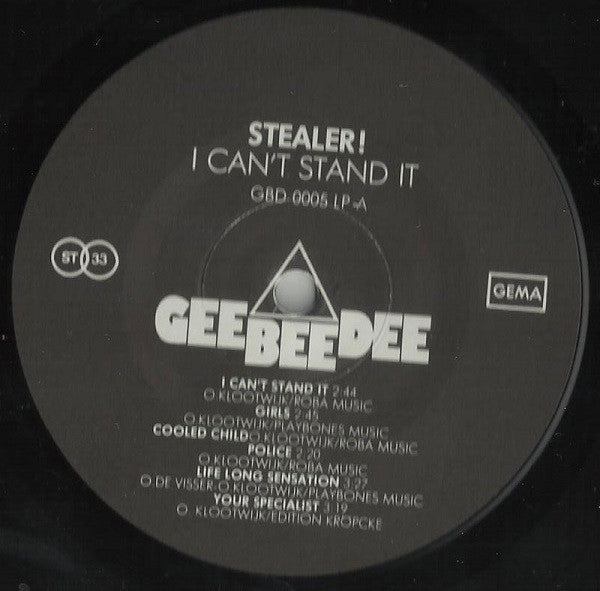 STEALER!
I CAN'T STAND IT
GBD-0005 LP-A
ST 33
GEMA
GEE BEE DEE
I CAN'T STAND IT 2:44
O KLOOTWIJK/ROBA MUSIC
GIRLS 2:45
O KLOOTWIJK/PLAYBONES MUSIC
COOLED CHILD O KLOOTWIJK/ROBA MUSIC
POLICE 2:20
O KLOOTWIJK/ROBA MUSIC
LIFE LONG SENSATION 3:27
O DE VISSER O KLOOTWIJK/PLAYBONES MUSIC
YOUR SPECIALIST 3:19
O KLOOTWIJK/EDITION KROPCKE